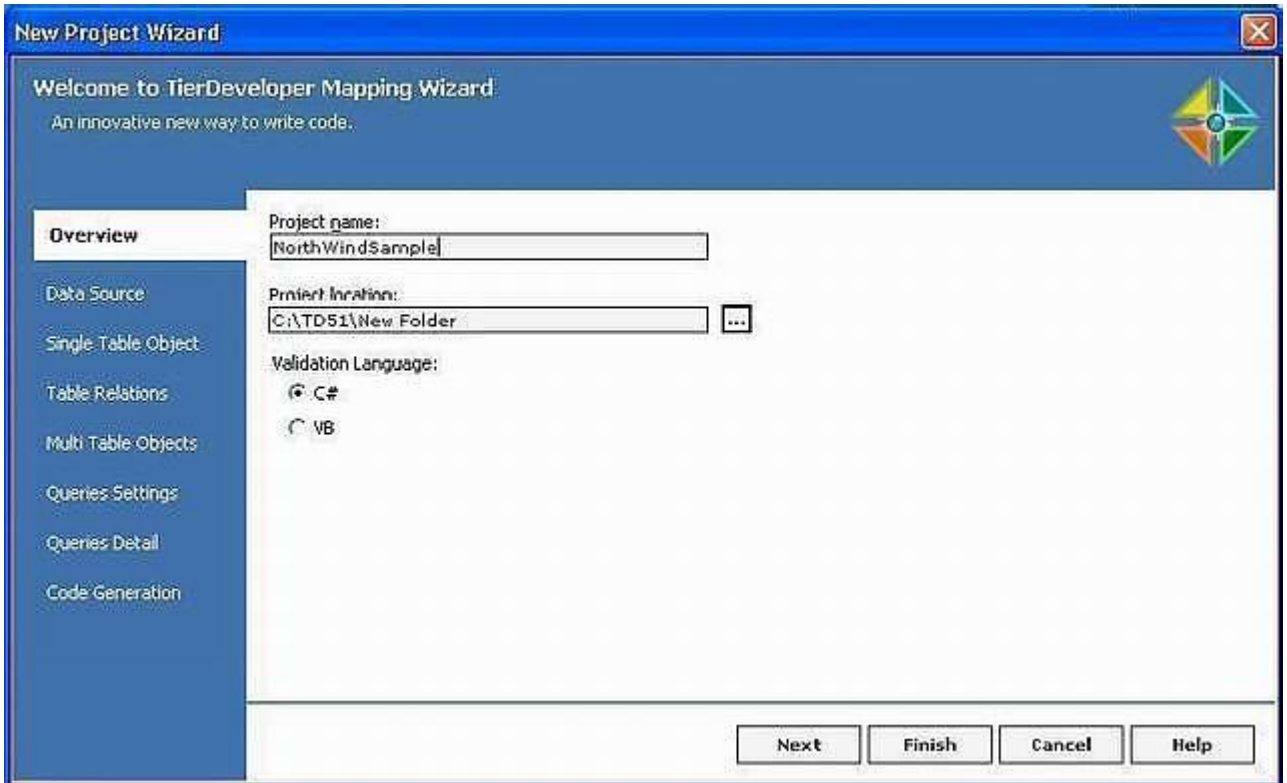 New Project Wizard
Welcome to TierDeveloper Mapping Wizard
An innovative new way to write code.
Overview
Data Source
Single Table Object
Table Relations
Multi Table Objects
Queries Settings
Queries Detail
Code Generation
Project name:
NorthWindSample
Project location:
C:\TD51\New Folder
...
Validation Language:
C#
VB
Next
Finish
Cancel
Help